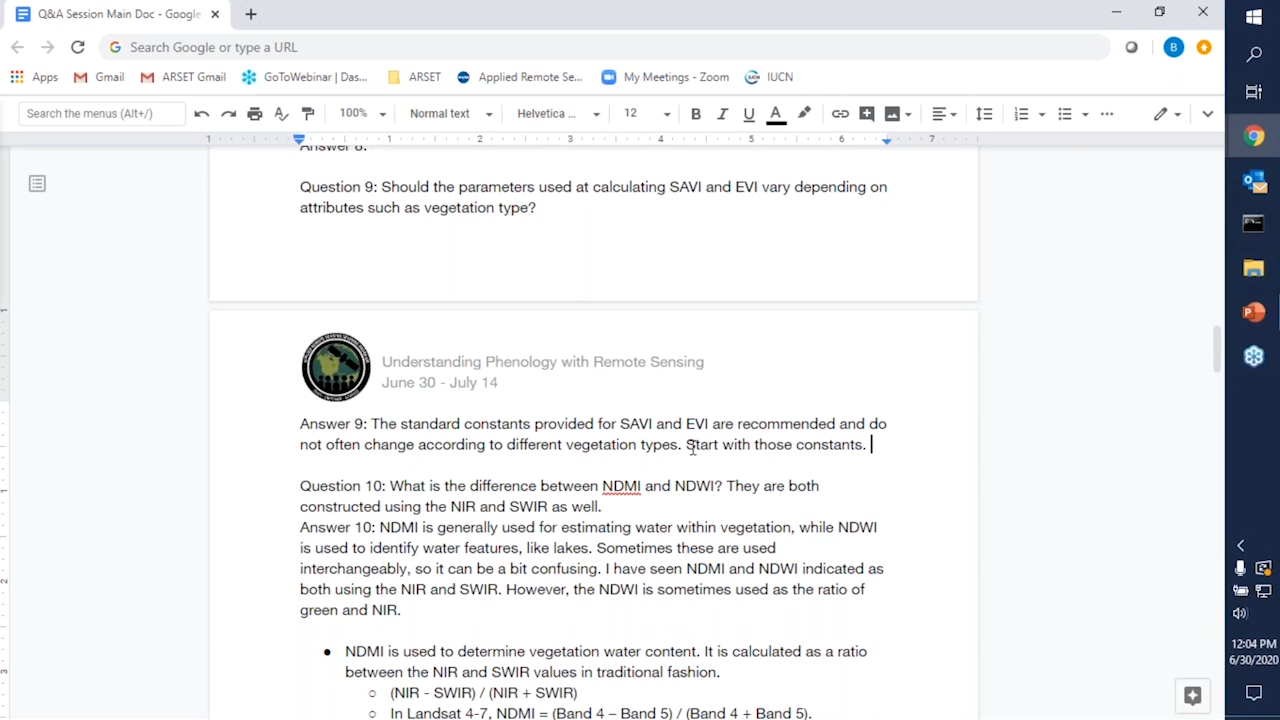 Q&A Session Main Doc - Google
Search Google or type a URL
B
Apps
Gmail
ARSET Gmail
GoToWebinar | Das...
ARSET
Applied Remote Se...
My Meetings - Zoom
IUCN
Search the menus (Alt+/)
100%
Normal text
Helvetica ...
12
B
I
U
A
1 1 2 3 4 5 6 7
Answer 8:
Question 9: Should the parameters used at calculating SAVI and EVI vary depending on
attributes such as vegetation type?
Understanding Phenology with Remote Sensing
June 30 - July 14
Answer 9: The standard constants provided for SAVI and EVI are recommended and do
not often change according to different vegetation types. Start with those constants.
Question 10: What is the difference between NDMI and NDWI? They are both
constructed using the NIR and SWIR as well.
Answer 10: NDMI is generally used for estimating water within vegetation, while NDWI
is used to identify water features, like lakes. Sometimes these are used
interchangeably, so it can be a bit confusing. I have seen NDMI and NDWI indicated as
both using the NIR and SWIR. However, the NDWI is sometimes used as the ratio of
green and NIR.
● NDMI is used to determine vegetation water content. It is calculated as a ratio
between the NIR and SWIR values in traditional fashion.
○ (NIR - SWIR) / (NIR + SWIR)
○ In Landsat 4-7, NDMI = (Band 4 – Band 5) / (Band 4 + Band 5).
12:04 PM
6/30/2020